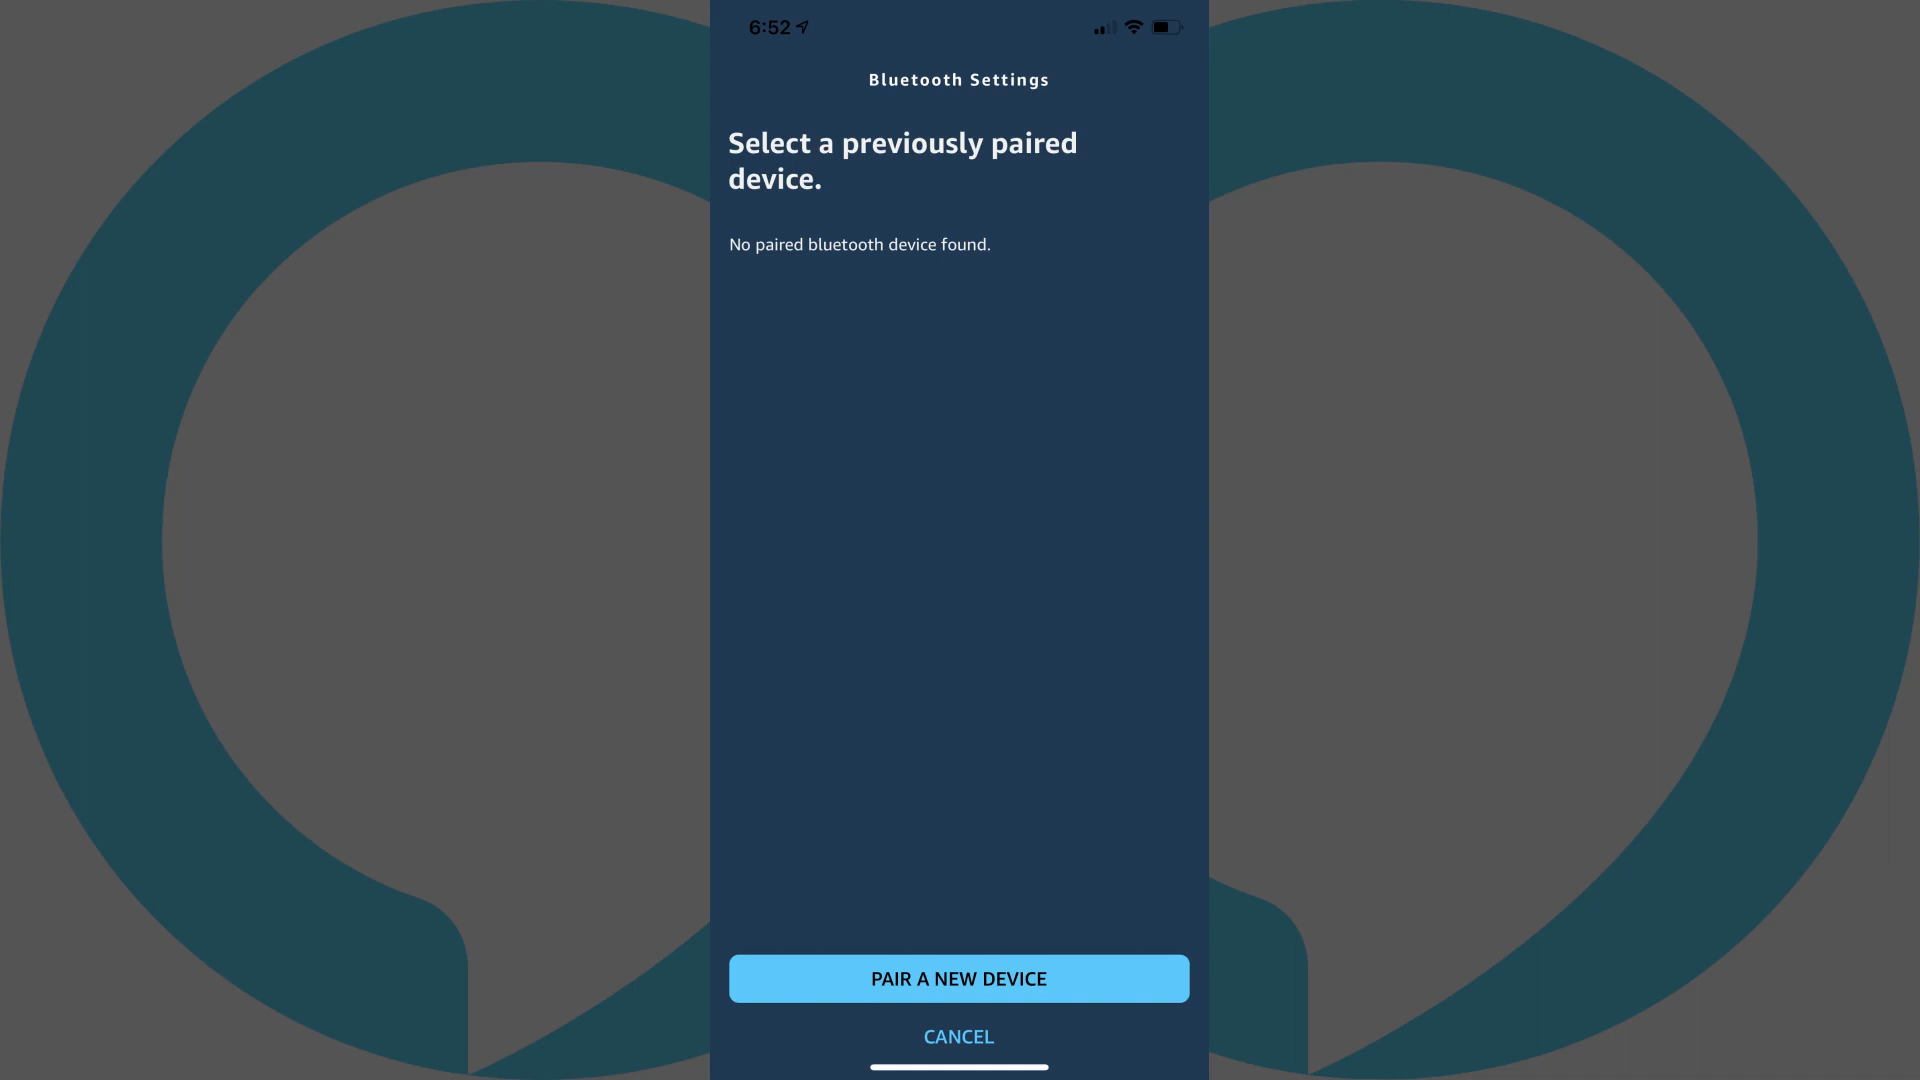 6:52
Bluetooth Settings
Select a previously paired
device.
No paired bluetooth device found.
PAIR A NEW DEVICE
CANCEL